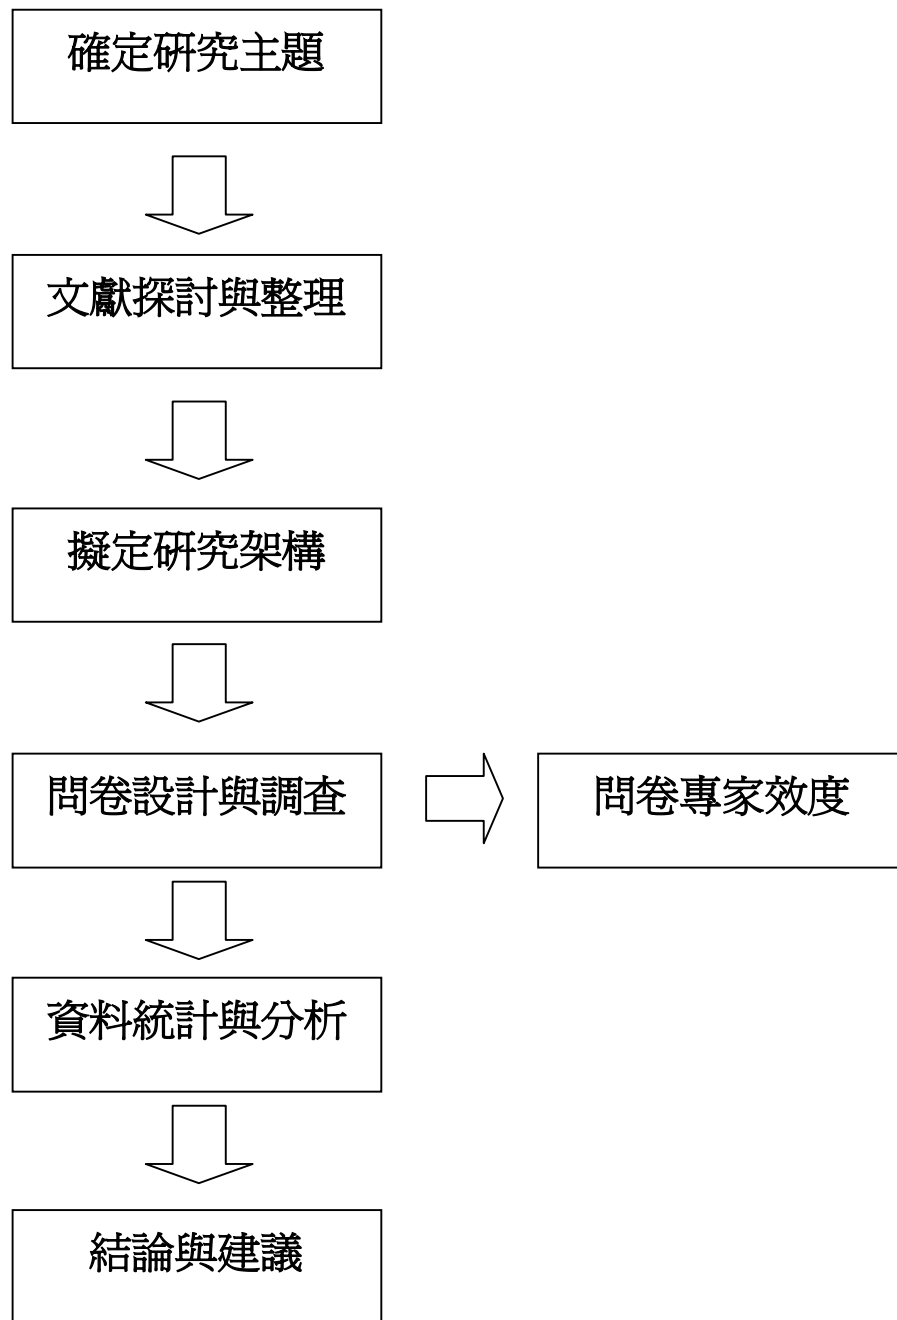 確定研究主題
文獻探討與整理
擬定研究架構
問卷設計與調查
問卷專家效度
資料統計與分析
結論與建議